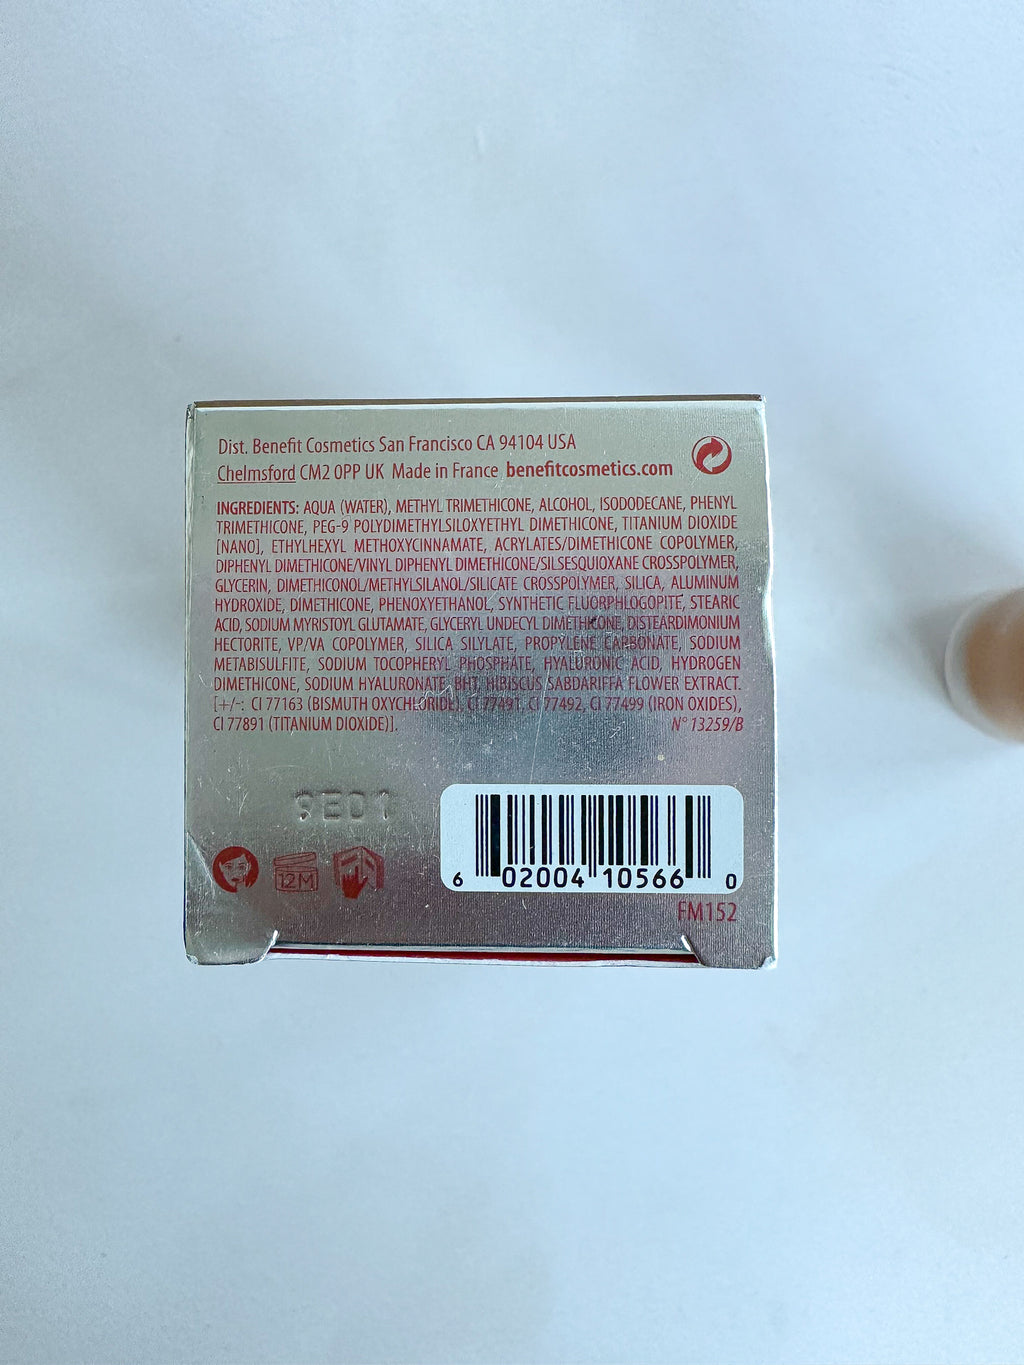 Dist. Benefit Cosmetics San Francisco CA 94104 USA
Chelmsford CM2 0PP UK Made in France benefitcosmetics.com
INGREDIENTS: AQUA (WATER), METHYL TRIMETHICONE, ALCOHOL, ISODODECANE, PHENYL
TRIMETHICONE, PEG-9 POLYDIMETHYLSILOXYETHYL DIMETHICONE, TITANIUM DIOXIDE
[NANO], ETHYLHEXYL METHOXYCINNAMATE, ACRYLATES/DIMETHICONE COPOLYMER,
DIPHENYL DIMETHICONE/VINYL DIPHENYL DIMETHICONE/SILSESQUIOXANE CROSSPOLYMER,
GLYCERIN, DIMETHICONOL/METHYLSILANOL/SILICATE CROSSPOLYMER, SILICA, ALUMINUM
HYDROXIDE, DIMETHICONE, PHENOXYETHANOL, SYNTHETIC FLUORPHLOGOPITE, STEARIC
ACID, SODIUM MYRISTOYL GLUTAMATE, GLYCERYL UNDECYL DIMETHICONE, DISTEARDIMONIUM
HECTORITE, VP/VA COPOLYMER, SILICA SILYLATE, PROPYLENE CARBONATE, SODIUM
METABISULFITE, SODIUM TOCOPHERYL PHOSPHATE, HYALURONIC ACID, HYDROGEN
DIMETHICONE, SODIUM HYALURONATE, BHT, HIBISCUS SABDARIFFA FLOWER EXTRACT.
[+/-: CI 77163 (BISMUTH OXYCHLORIDE), CI 77491, CI 77492, CI 77499 (IRON OXIDES),
CI 77891 (TITANIUM DIOXIDE)]. N° 13259/B
9E01
12M
6 02004 10566 0
FM152